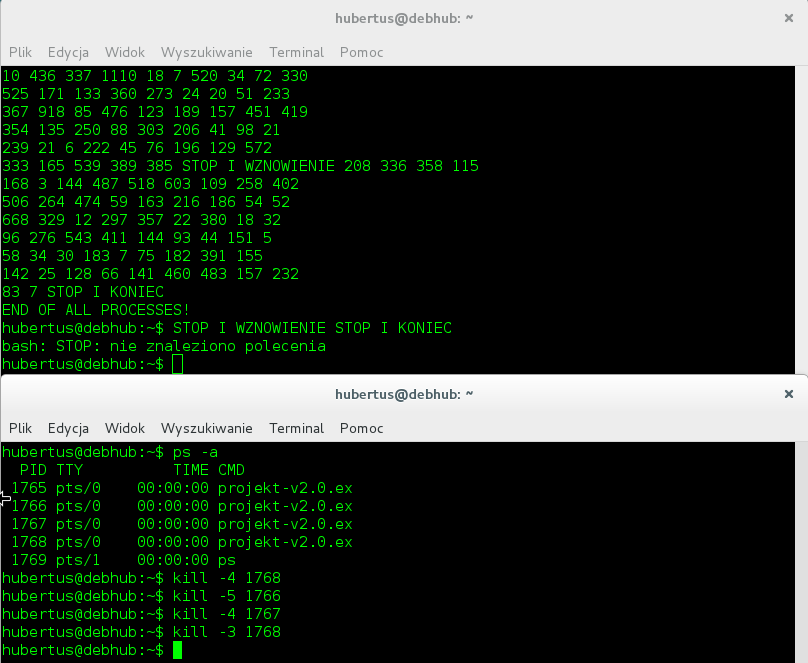 hubertus@debhub: ~
Plik Edycja Widok Wyszukiwanie Terminal Pomoc
10 436 337 1110 18 7 520 34 72 330
525 171 133 360 273 24 20 51 233
367 918 85 476 123 189 157 451 419
354 135 250 88 303 206 41 98 21
239 21 6 222 45 76 196 129 572
333 165 539 389 385 STOP I WZNOWIENIE 208 336 358 115
168 3 144 487 518 603 109 258 402
506 264 474 59 163 216 186 54 52
668 329 12 297 357 22 380 18 32
96 276 543 411 144 93 44 151 5
58 34 30 183 7 75 182 391 155
142 25 128 66 141 460 483 157 232
83 7 STOP I KONIEC
END OF ALL PROCESSES!
hubertus@debhub:~$ STOP I WZNOWIENIE STOP I KONIEC
bash: STOP: nie znaleziono polecenia
hubertus@debhub:~$
hubertus@debhub: ~
Plik Edycja Widok Wyszukiwanie Terminal Pomoc
hubertus@debhub:~$ ps -a
PID TTY TIME CMD
1765 pts/0 00:00:00 projekt-v2.0.ex
1766 pts/0 00:00:00 projekt-v2.0.ex
1767 pts/0 00:00:00 projekt-v2.0.ex
1768 pts/0 00:00:00 projekt-v2.0.ex
1769 pts/1 00:00:00 ps
hubertus@debhub:~$ kill -4 1768
hubertus@debhub:~$ kill -5 1766
hubertus@debhub:~$ kill -4 1767
hubertus@debhub:~$ kill -3 1768
hubertus@debhub:~$